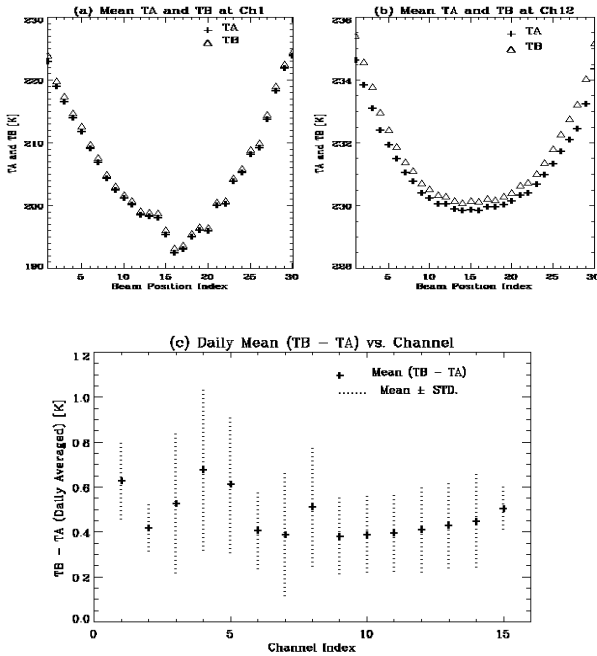 (a) Mean TA and TB at Ch1
TA
TB
230
220
210
200
190
TA and TB [K]
1
5
10
15
20
25
30
Beam Position Index
(b) Mean TA and TB at Ch12
TA
TB
236
234
232
230
228
TA and TB [K]
1
5
10
15
20
25
30
Beam Position Index
(c) Daily Mean (TB - TA) vs. Channel
Mean (TB - TA)
Mean ± STD.
1.2
1.0
0.8
0.6
0.4
0.2
0.0
TB - TA (Daily Averaged) [K]
0
5
10
15
Channel Index